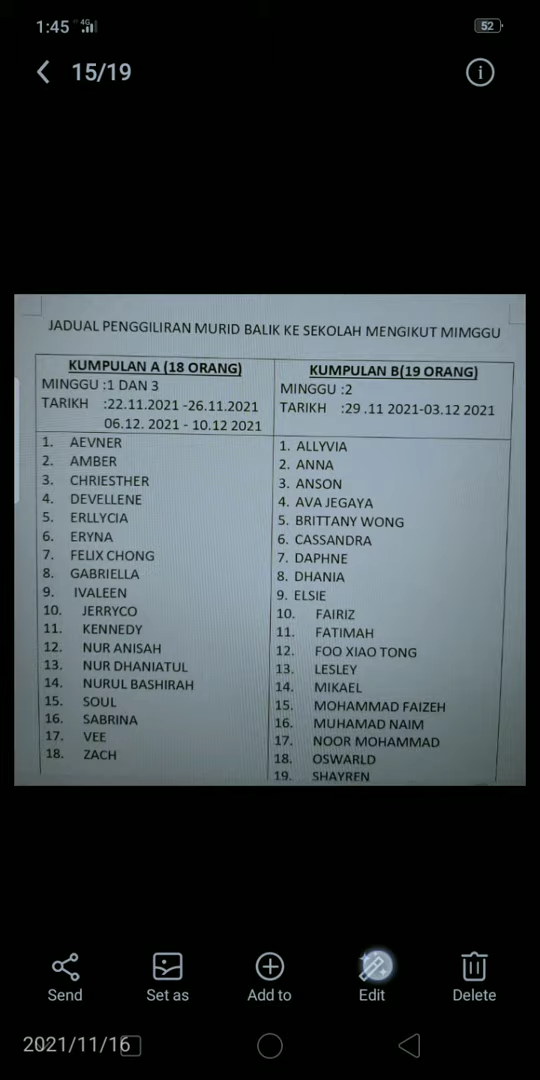 1:45 4G 52
15/19
JADUAL PENGGILIRAN MURID BALIK KE SEKOLAH MENGIKUT MIMGGU
KUMPULAN A (18 ORANG)
MINGGU :1 DAN 3
TARIKH :22.11.2021 -26.11.2021
06.12. 2021 - 10.12 2021
1. AEVNER
2. AMBER
3. CHRIESTHER
4. DEVELLENE
5. ERLLYCIA
6. ERYNA
7. FELIX CHONG
8. GABRIELLA
9. IVALEEN
10. JERRYCO
11. KENNEDY
12. NUR ANISAH
13. NUR DHANIATUL
14. NURUL BASHIRAH
15. SOUL
16. SABRINA
17. VEE
18. ZACH
KUMPULAN B(19 ORANG)
MINGGU :2
TARIKH :29 .11 2021-03.12 2021
1. ALLYVIA
2. ANNA
3. ANSON
4. AVA JEGAYA
5. BRITTANY WONG
6. CASSANDRA
7. DAPHNE
8. DHANIA
9. ELSIE
10. FAIRIZ
11. FATIMAH
12. FOO XIAO TONG
13. LESLEY
14. MIKAEL
15. MOHAMMAD FAIZEH
16. MUHAMAD NAIM
17. NOOR MOHAMMAD
18. OSWARLD
19. SHAYREN
Send Set as Add to Edit Delete
2021/11/16